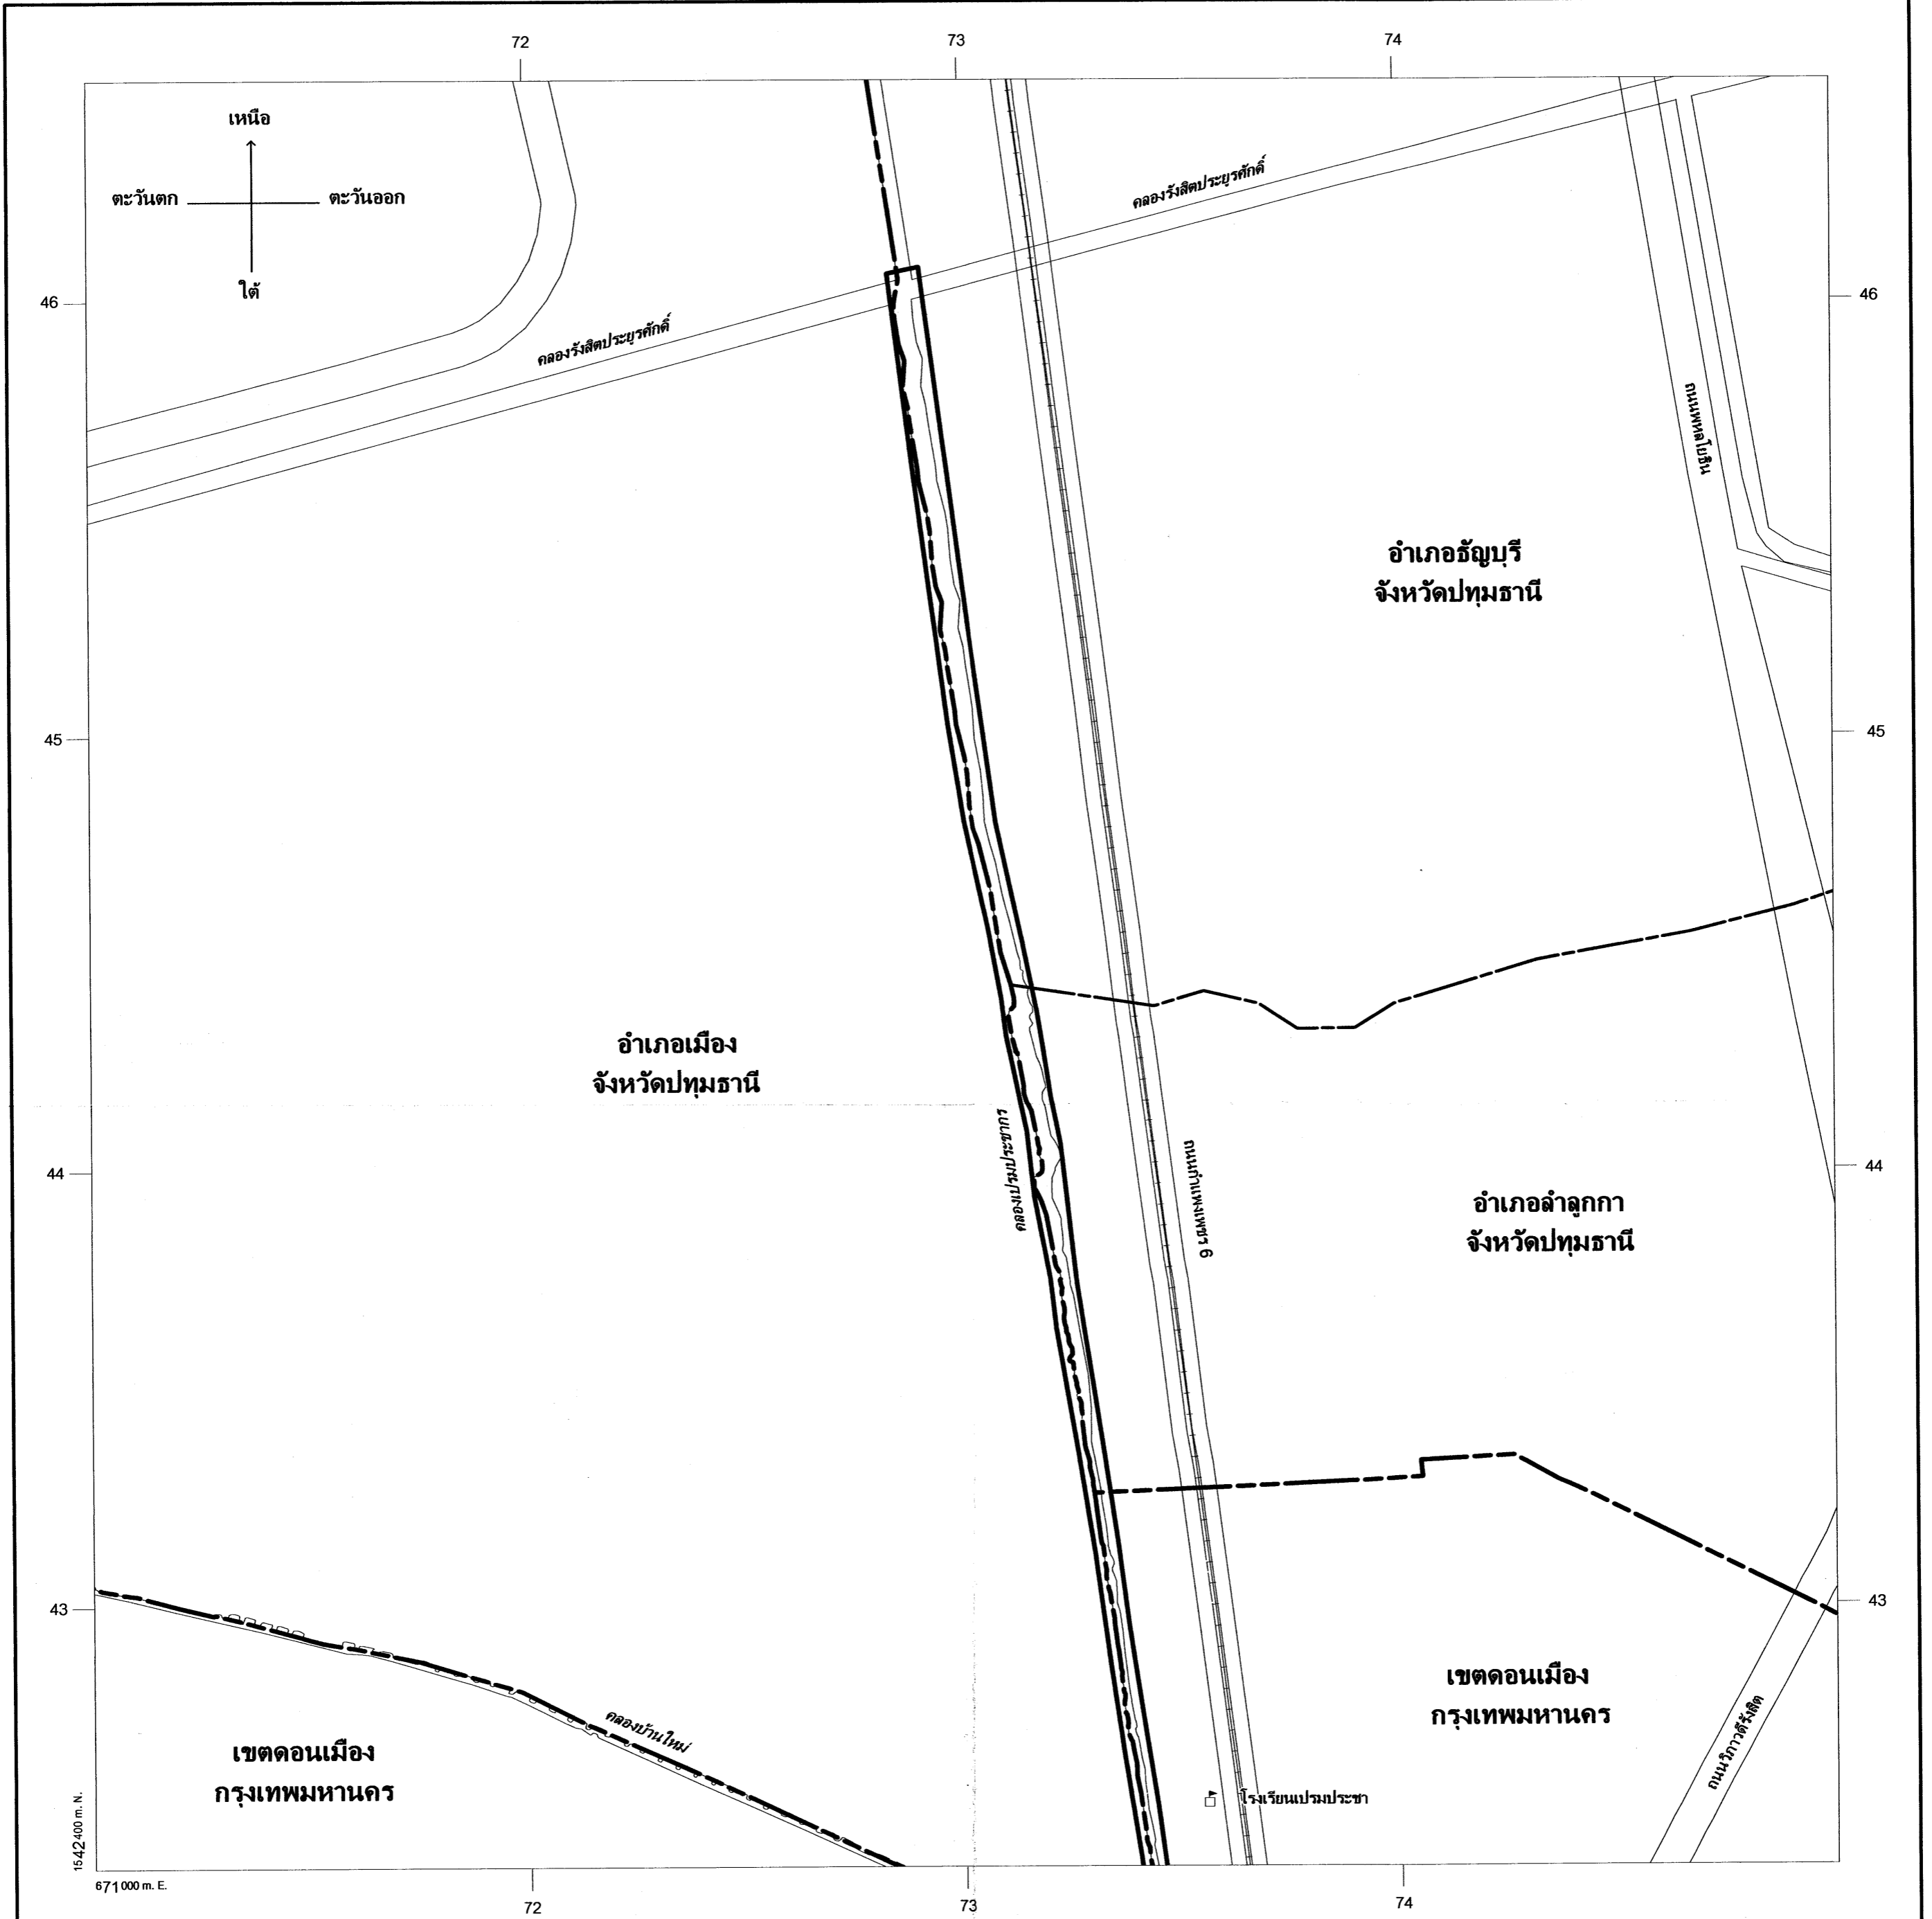 72
73
74
เหนือ
ตะวันตก
ตะวันออก
ใต้
คลองรังสิตประยูรศักดิ์
46
46
คลองรังสิตประยูรศักดิ์
ถนนพหลโยธิน
อำเภอธัญบุรี
จังหวัดปทุมธานี
45
45
อำเภอเมือง
จังหวัดปทุมธานี
คลองเปรมประชากร
ถนนกำแพงเพชร 6
44
44
อำเภอลำลูกกา
จังหวัดปทุมธานี
43
43
เขตดอนเมือง
กรุงเทพมหานคร
คลองบ้านใหม่
เขตดอนเมือง
กรุงเทพมหานคร
ถนนวิภาวดีรังสิต
โรงเรียนเปรมประชา
1542400 m. N.
671000 m. E.
72
73
74